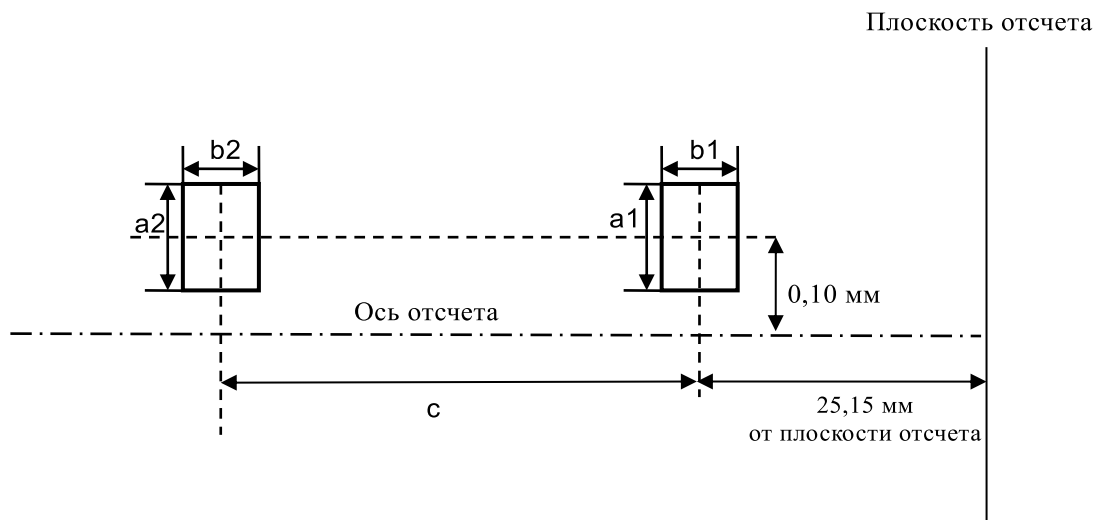 Плоскость отсчета
b2
b1
a2
a1
0,10 мм
Ось отсчета
c
25,15 мм
от плоскости отсчета